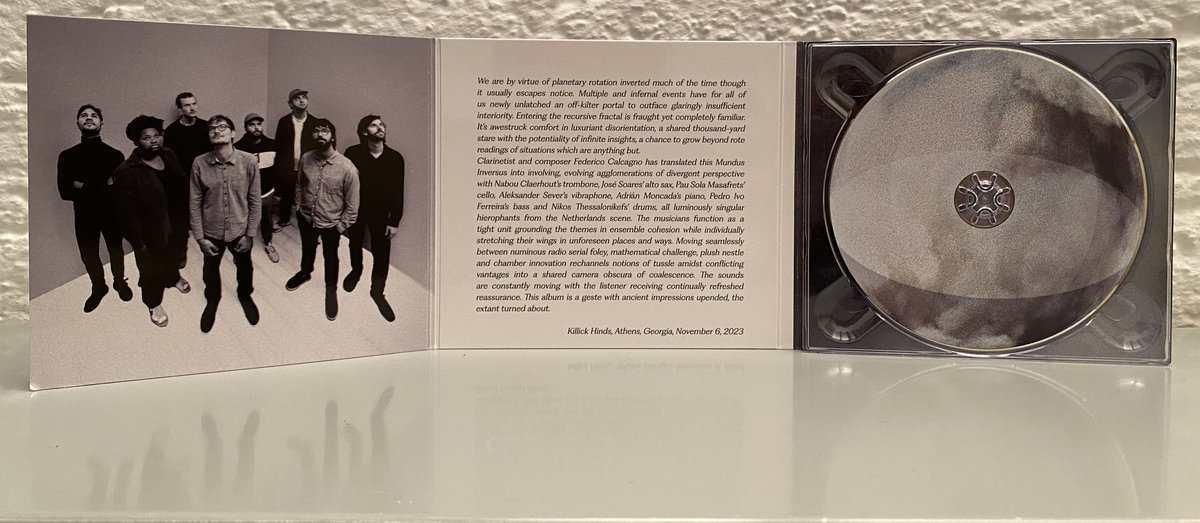 We are by virtue of planetary rotation inverted much of the time though
it usually escapes notice. Multiple and infernal events have for all of
us newly unlatched an off-kilter portal to outface glaringly insufficient
interiority. Entering the recursive fractal is fraught yet completely familiar.
It's awestruck comfort in luxuriant disorientation, a shared thousand-yard
stare with the potentiality of infinite insights, a chance to grow beyond rote
readings of situations which are anything but.
Clarinetist and composer Federico Calcagno has translated this Mundus
Inversus into involving, evolving agglomerations of divergent perspective
with Nabou Claerhout's trombone, José Soares' alto sax, Pau Sola Masafrets'
cello, Aleksander Sever's vibraphone, Adrián Moncada's piano, Pedro Ivo
Ferreira's bass and Nikos Thessalonikefs' drums, all luminously singular
hierophants from the Netherlands scene. The musicians function as a
tight unit grounding the themes in ensemble cohesion while individually
stretching their wings in unforeseen places and ways. Moving seamlessly
between numinous radio serial foley, mathematical challenge, plush nestle
and chamber innovation rechannels notions of tussle amidst conflicting
vantages into a shared camera obscura of coalescence. The sounds
are constantly moving with the listener receiving continually refreshed
reassurance. This album is a geste with ancient impressions upended, the
extant turned about.
Killick Hinds, Athens, Georgia, November 6, 2023